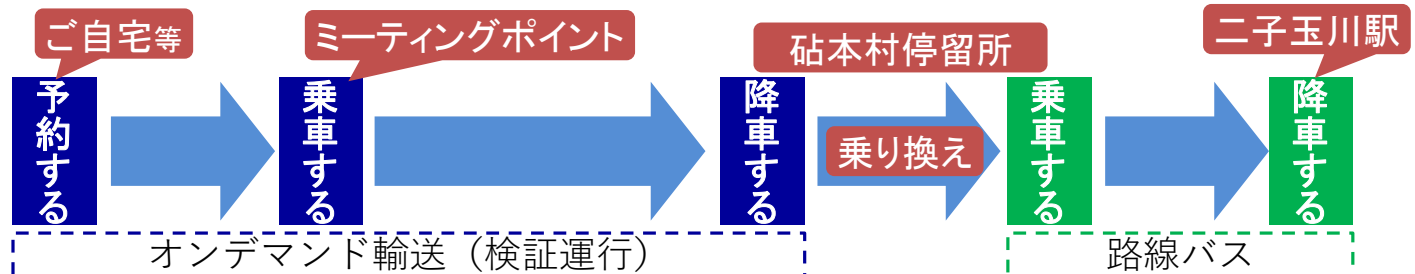 ご自宅等
ミーティングポイント
砧本村停留所
二子玉川駅
予約する
乗車する
降車する
乗り換え
乗車する
降車する
オンデマンド輸送（検証運行）
路線バス